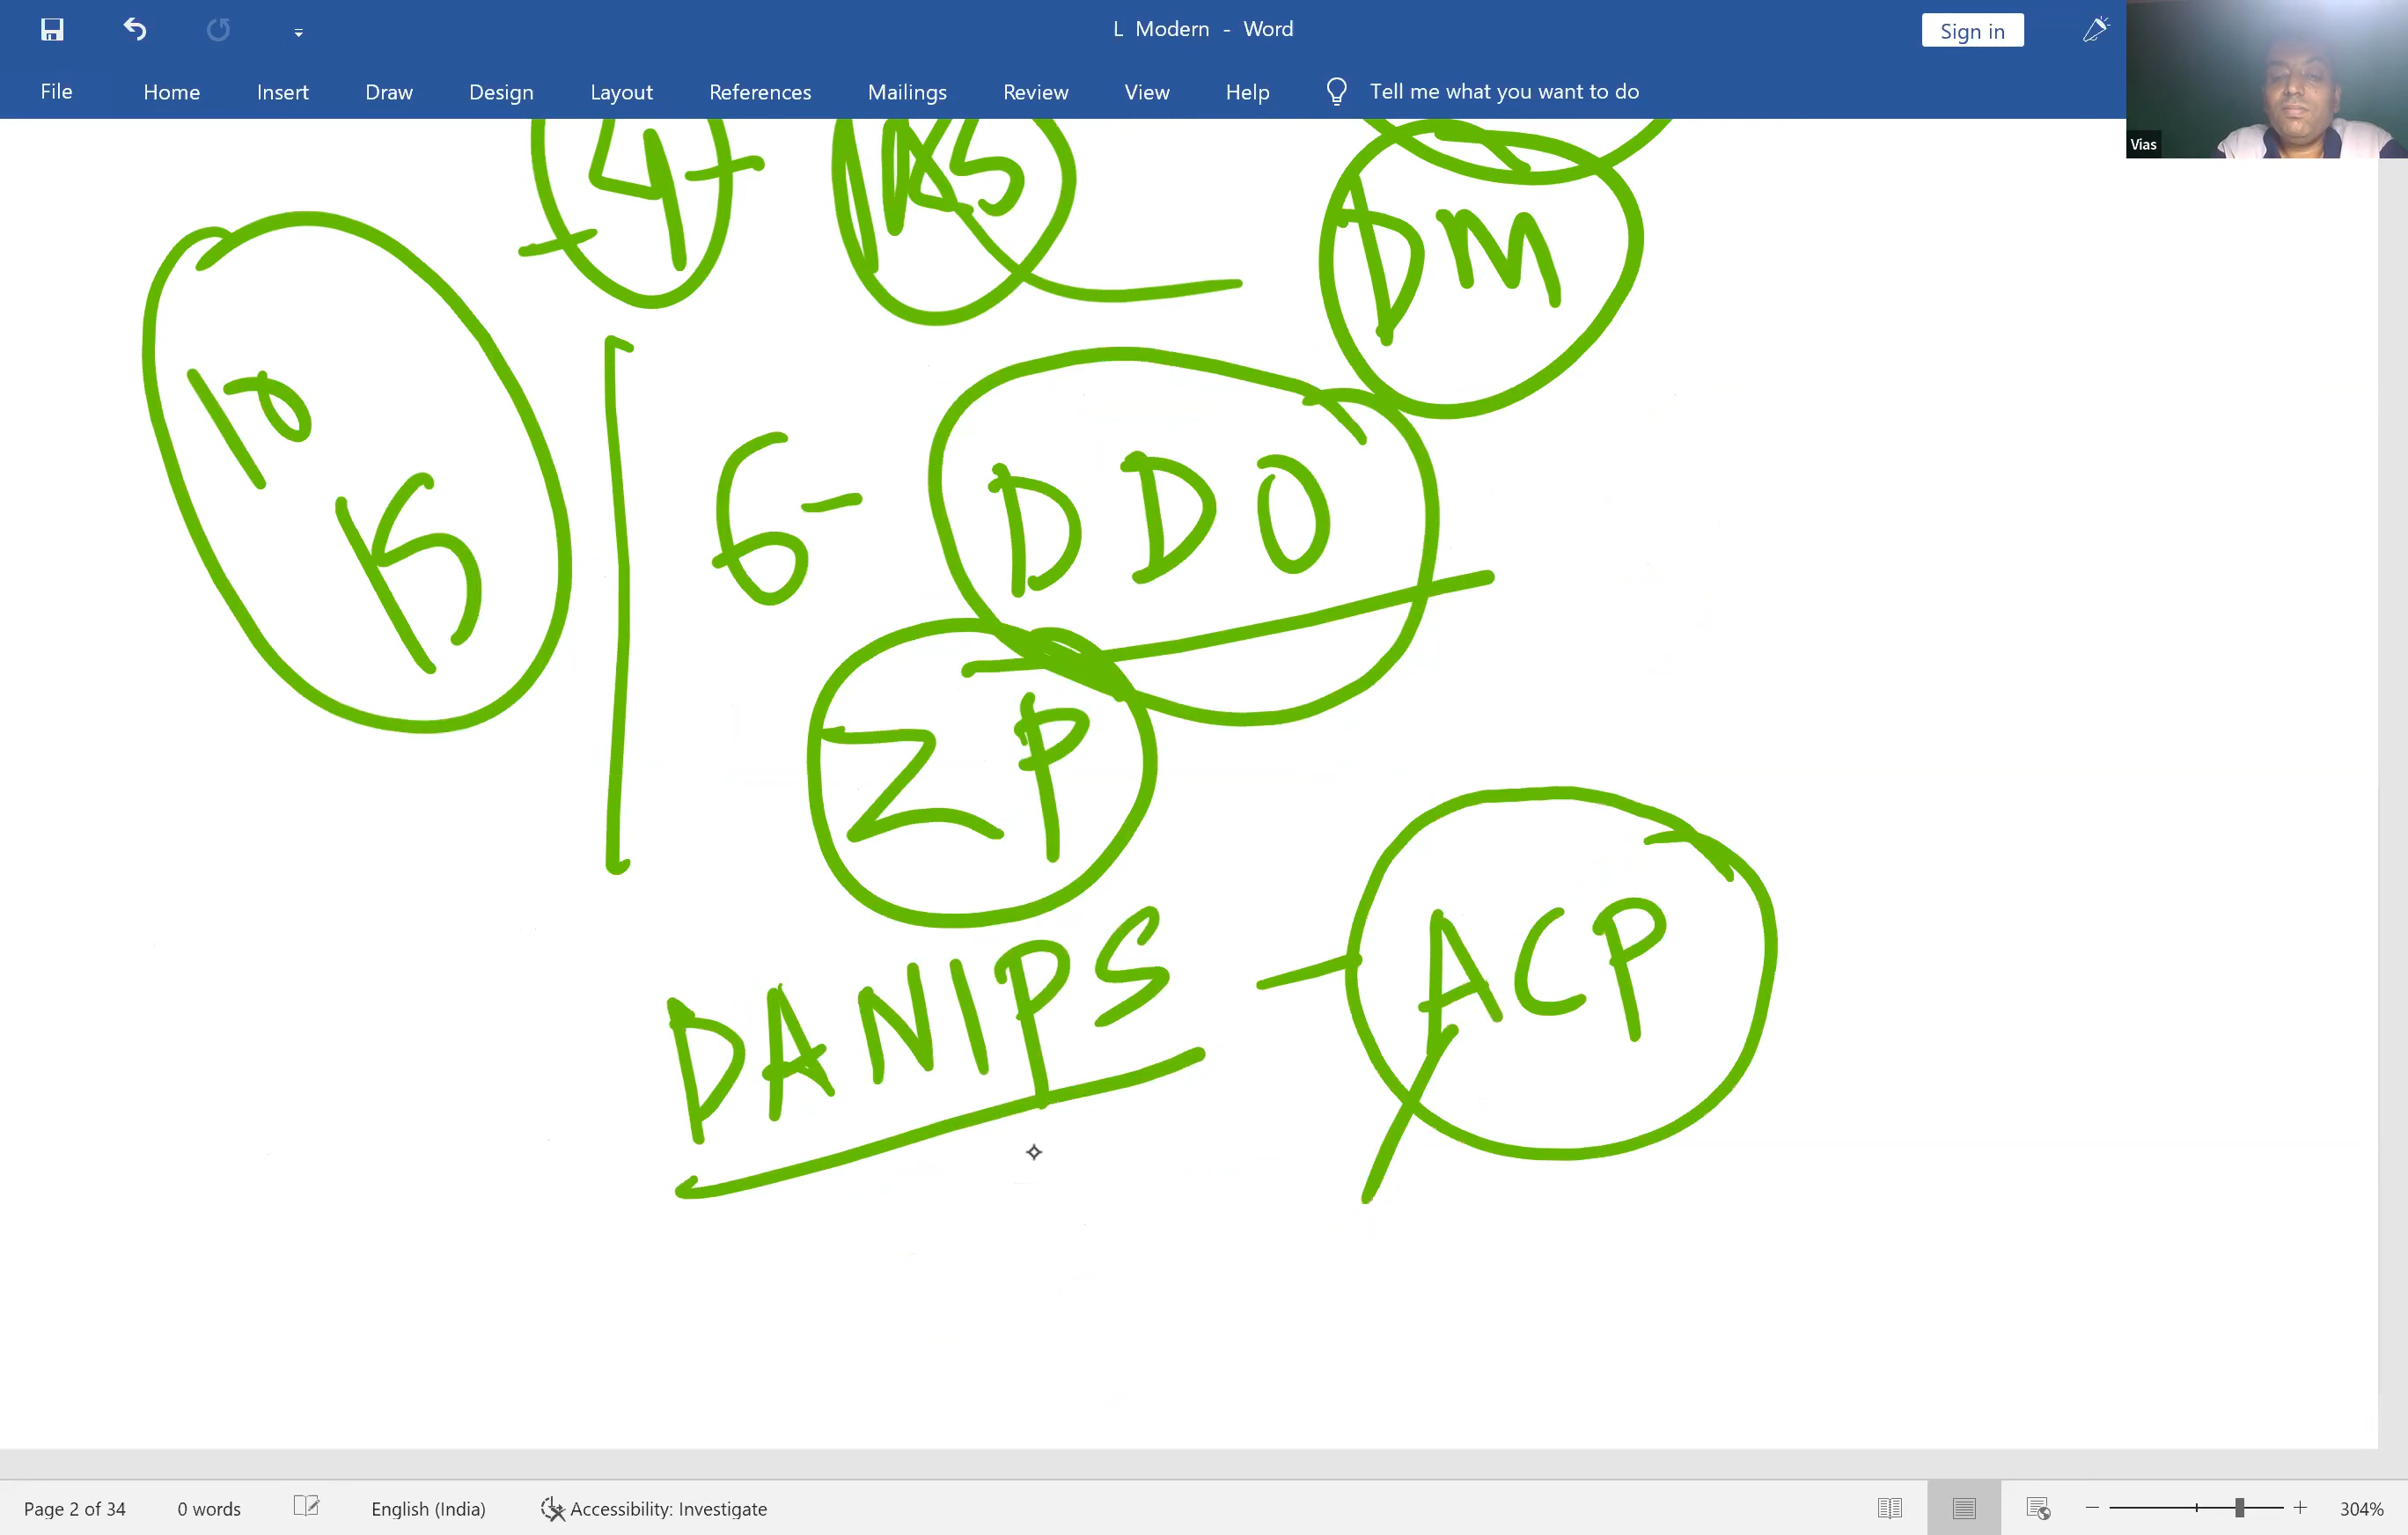 L Modern - Word
Sign in
File Home Insert Draw Design Layout References Mailings Review View Help Tell me what you want to do
Vias
4
DM
10
15
6- DDO
ZP
DANIPS - ACP
Page 2 of 34 0 words English (India) Accessibility: Investigate 304%